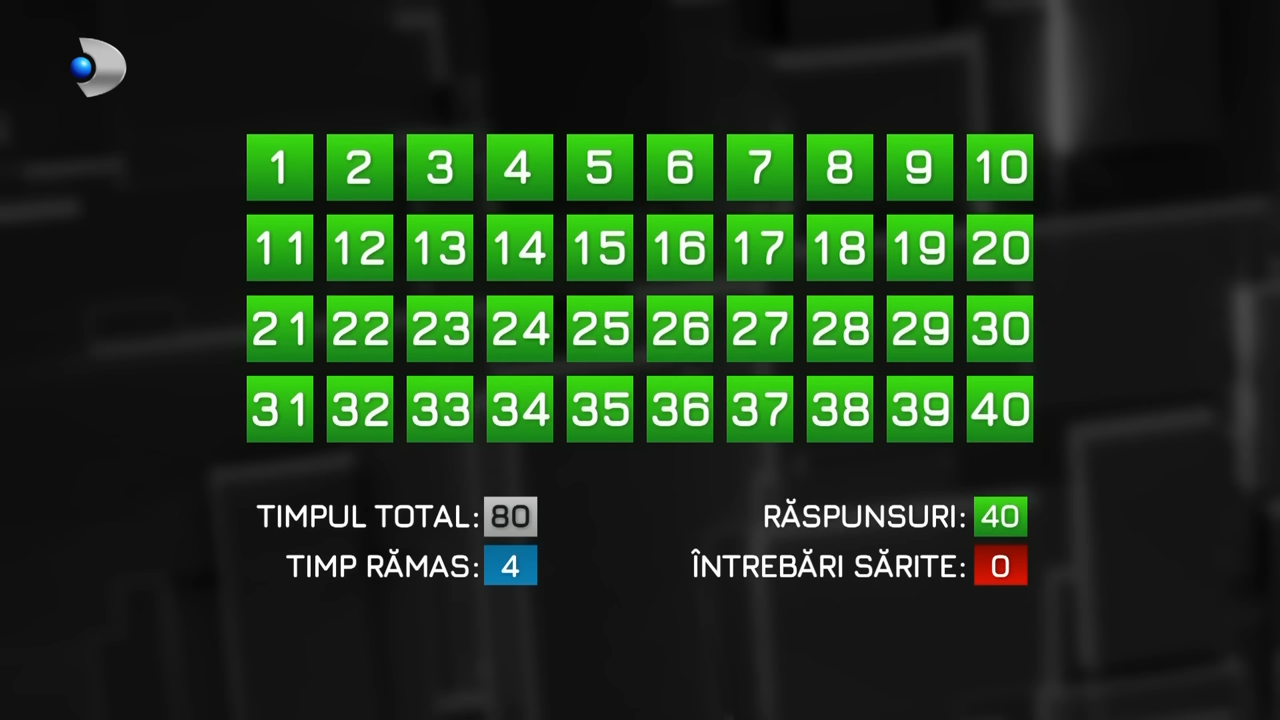 1 2 3 4 5 6 7 8 9 10
11 12 13 14 15 16 17 18 19 20
21 22 23 24 25 26 27 28 29 30
31 32 33 34 35 36 37 38 39 40
TIMPUL TOTAL: 80
RĂSPUNSURI: 40
TIMP RĂMAS: 4
ÎNTREBĂRI SĂRITE: 0